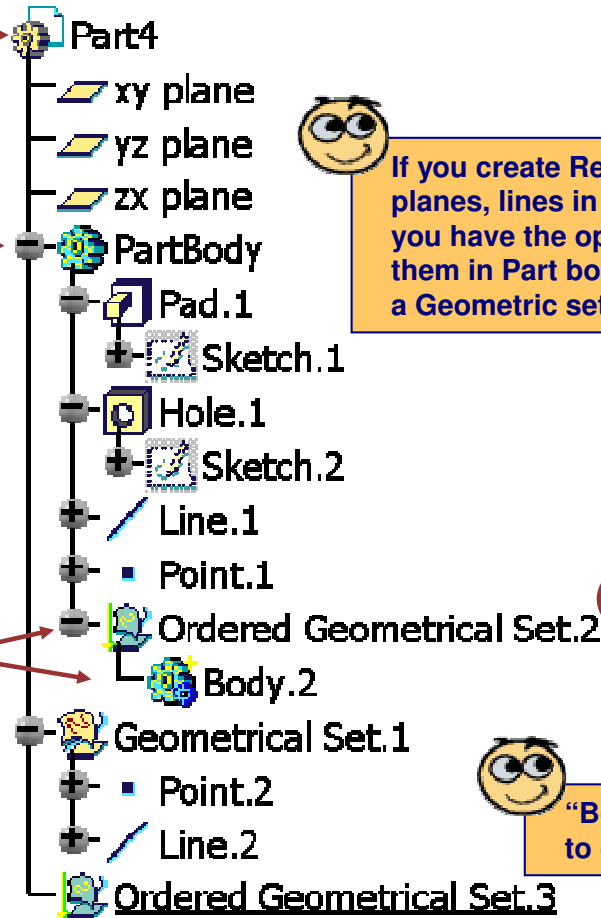 Part4
xy plane
yz plane
zx plane
PartBody
Pad.1
Sketch.1
Hole.1
Sketch.2
Line.1
Point.1
Ordered Geometrical Set.2
Body.2
Geometrical Set.1
Point.2
Line.2
Ordered Geometrical Set.3
If you create Re
planes, lines in
you have the op
them in Part bo
a Geometric set
“B
to